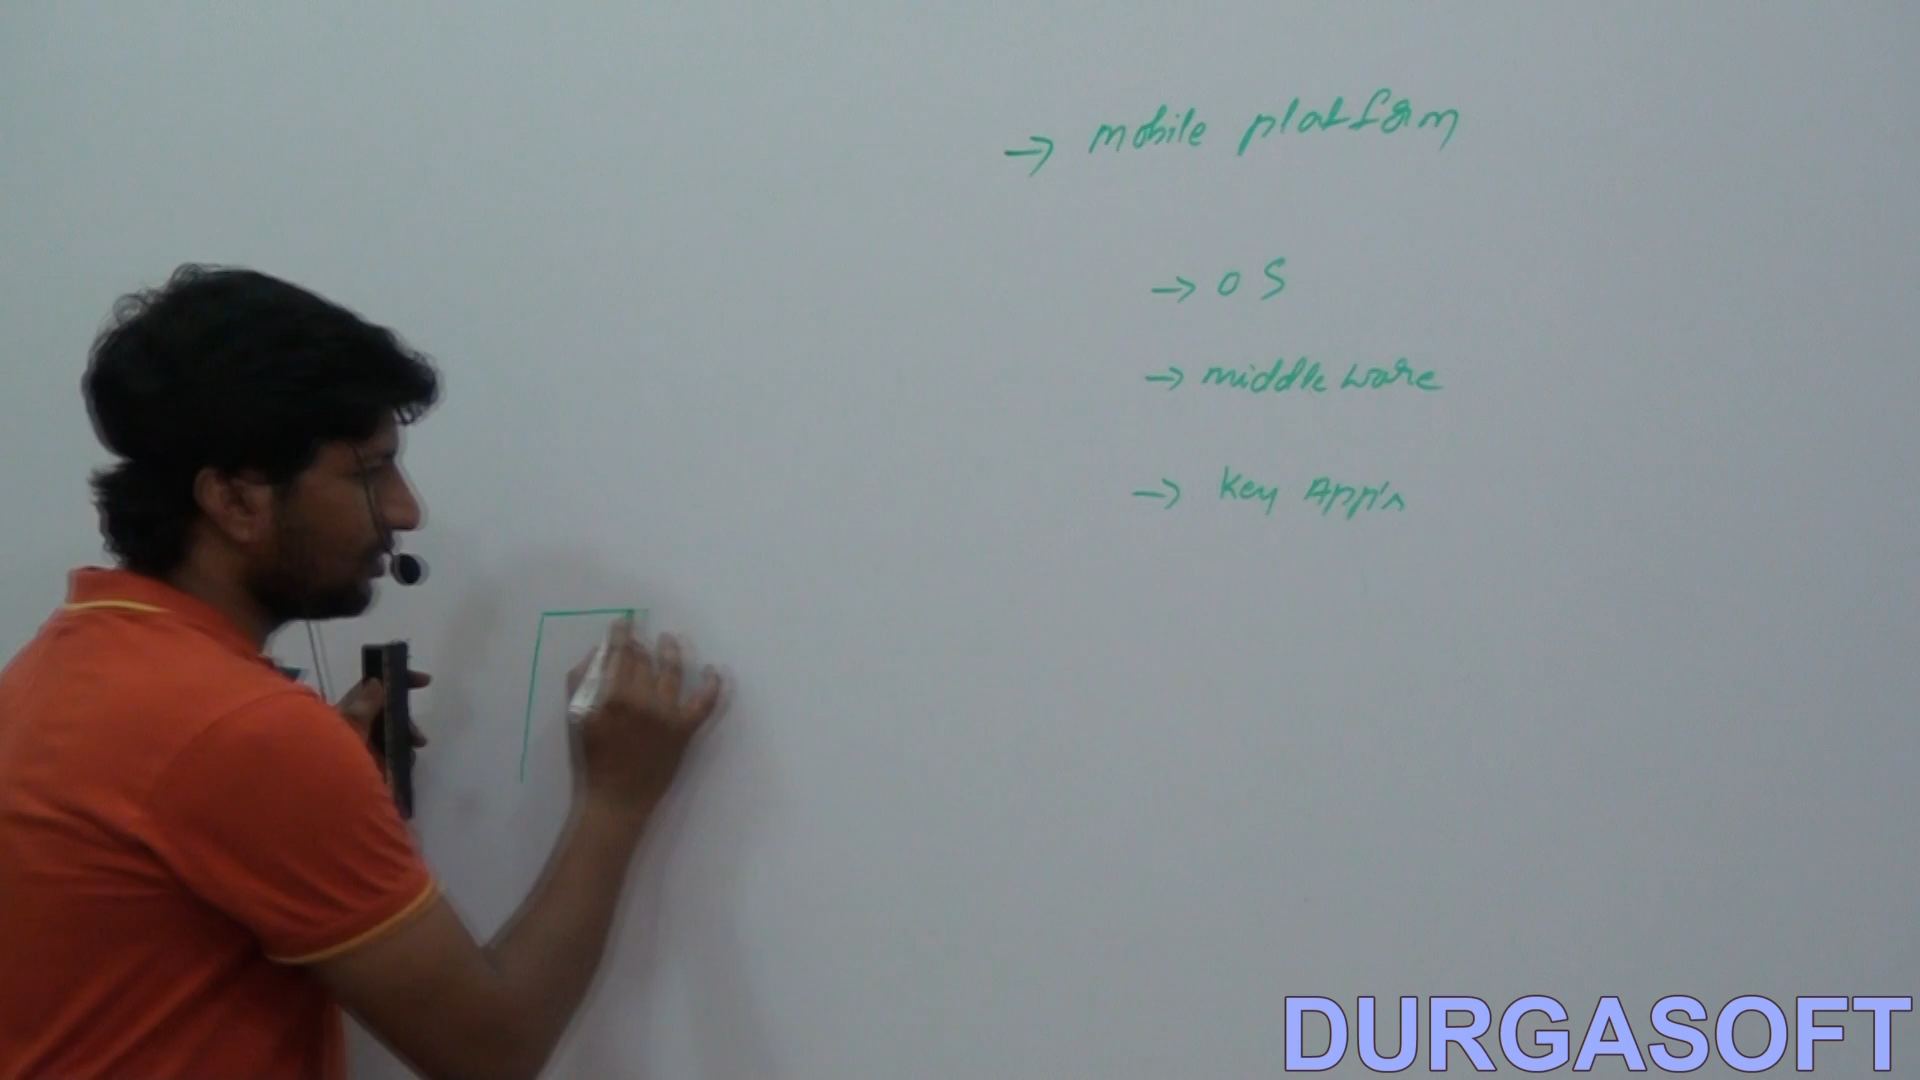 → mobile platform
→ OS
→ middleware
→ Key App's
DURGASOFT